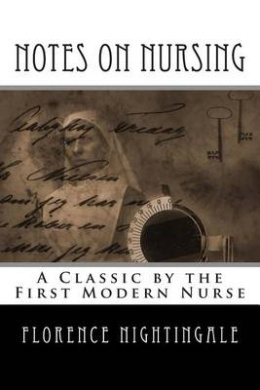 NOTES ON NURSING
A CLASSIC BY THE
FIRST MODERN NURSE
FLORENCE NIGHTINGALE